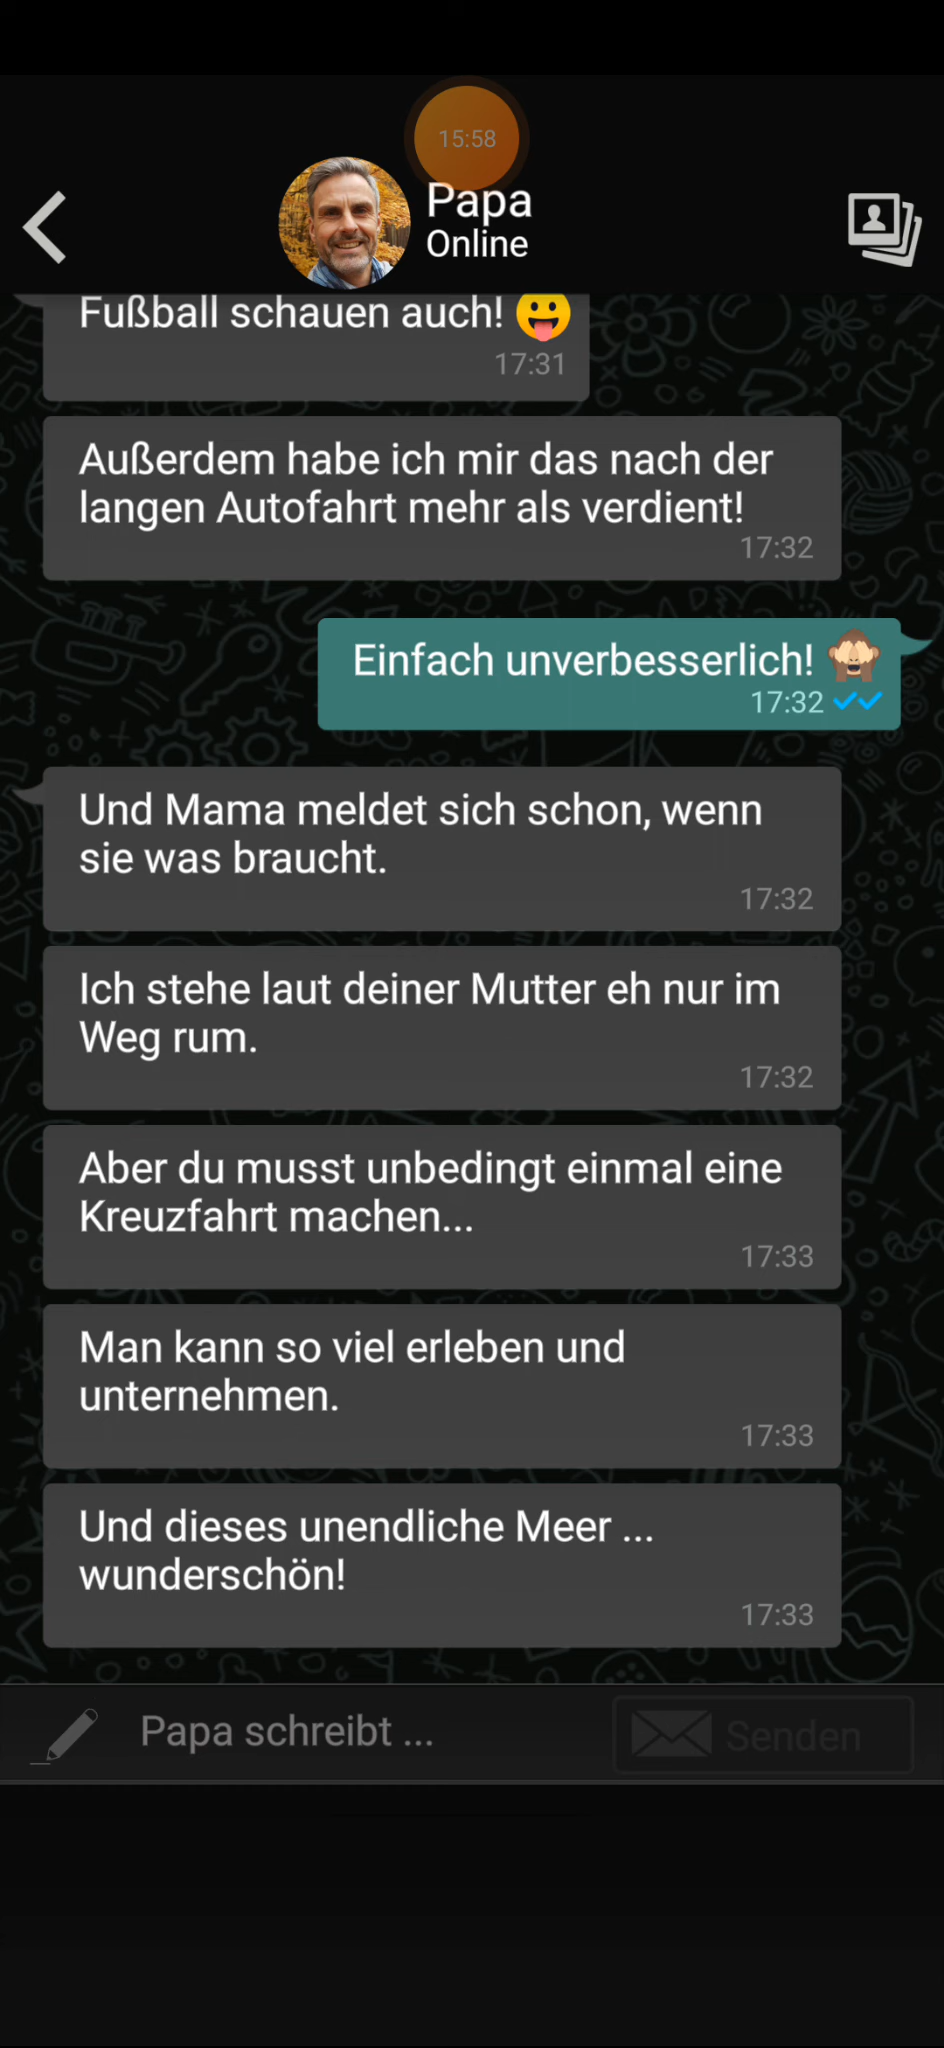 15:58
Papa
Online
Fußball schauen auch! 😛
17:31
Außerdem habe ich mir das nach der
langen Autofahrt mehr als verdient!
17:32
Einfach unverbesserlich! 🙈
17:32
Und Mama meldet sich schon, wenn
sie was braucht.
17:32
Ich stehe laut deiner Mutter eh nur im
Weg rum.
17:32
Aber du musst unbedingt einmal eine
Kreuzfahrt machen...
17:33
Man kann so viel erleben und
unternehmen.
17:33
Und dieses unendliche Meer ...
wunderschön!
17:33
Papa schreibt ...
Senden